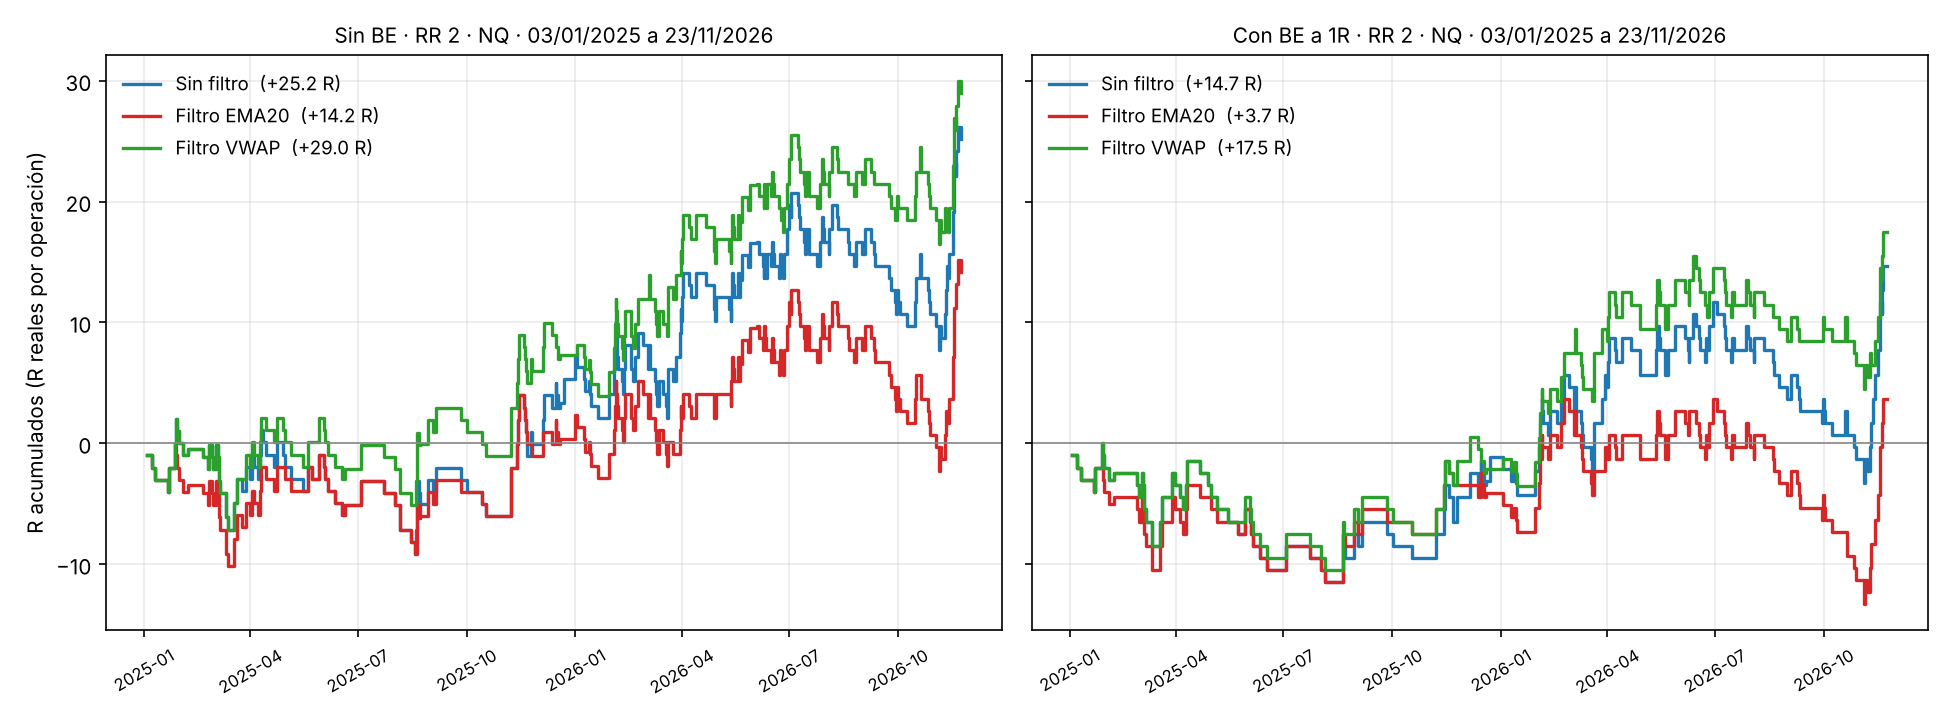 Sin BE · RR 2 · NQ · 03/01/2025 a 23/11/2026
Sin filtro (+25.2 R)
Filtro EMA20 (+14.2 R)
Filtro VWAP (+29.0 R)
R acumulados (R reales por operación)
30
20
10
0
−10
2025-01
2025-04
2025-07
2025-10
2026-01
2026-04
2026-07
2026-10
Con BE a 1R · RR 2 · NQ · 03/01/2025 a 23/11/2026
Sin filtro (+14.7 R)
Filtro EMA20 (+3.7 R)
Filtro VWAP (+17.5 R)
2025-01
2025-04
2025-07
2025-10
2026-01
2026-04
2026-07
2026-10